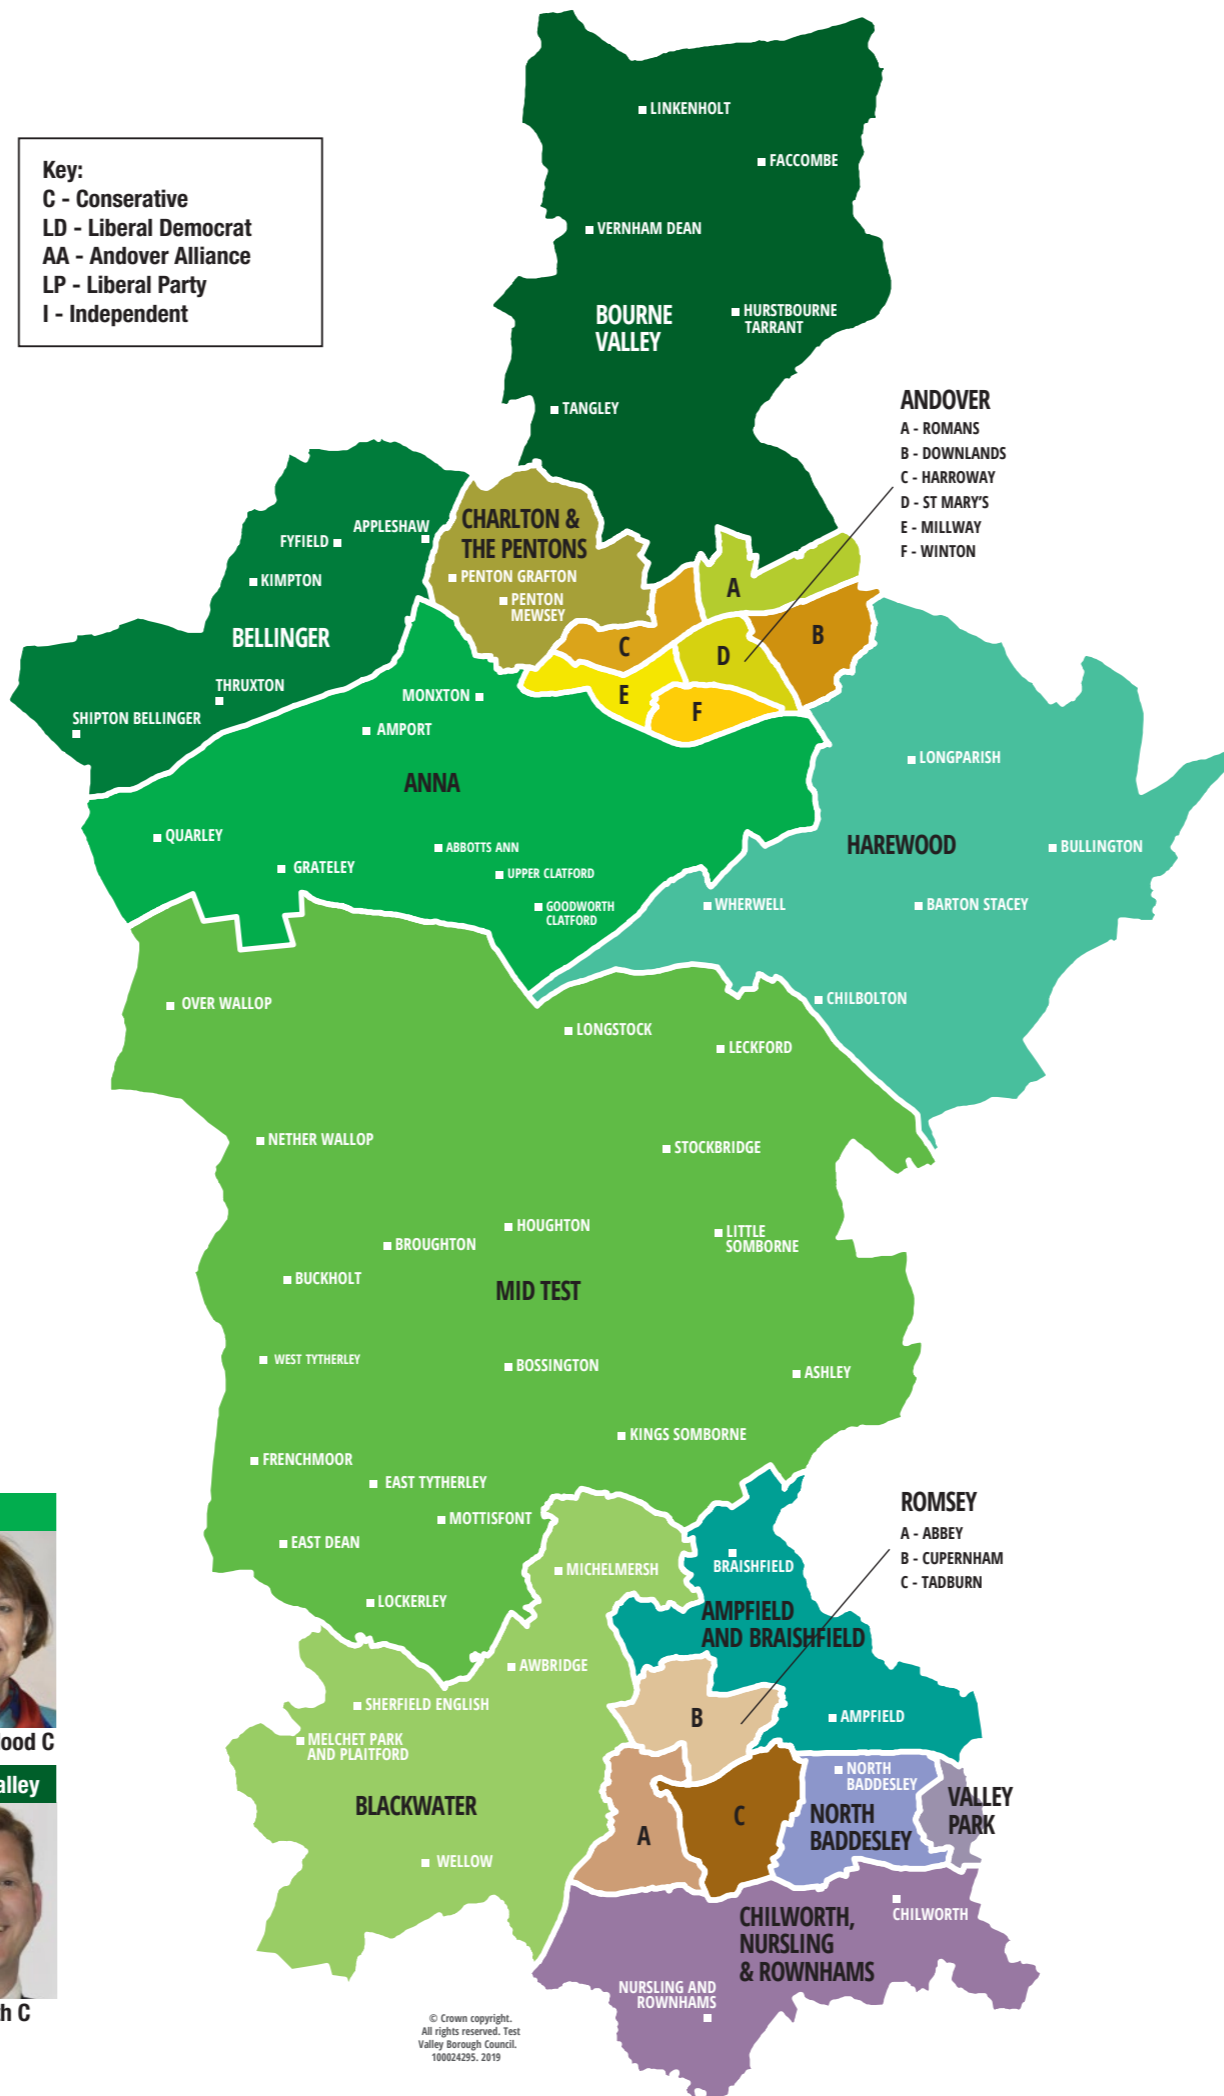 Key:
C - Conserative
LD - Liberal Democrat
AA - Andover Alliance
LP - Liberal Party
I - Independent
LINKENHOLT
FACCOMBE
VERNHAM DEAN
BOURNE
VALLEY
HURSTBOURNE
TARRANT
TANGLEY
ANDOVER
A - ROMANS
B - DOWNLANDS
C - HARROWAY
D - ST MARY'S
E - MILLWAY
F - WINTON
CHARLTON &
THE PENTONS
PENTON GRAFTON
PENTON
MEWSEY
APPLESHAW
FYFIELD
KIMPTON
BELLINGER
THRUXTON
SHIPTON BELLINGER
A
B
C
D
E
F
MONXTON
AMPORT
ANNA
QUARLEY
GRATELEY
ABBOTTS ANN
UPPER CLATFORD
GOODWORTH
CLATFORD
LONGPARISH
HAREWOOD
BULLINGTON
WHERWELL
BARTON STACEY
CHILBOLTON
OVER WALLOP
LONGSTOCK
LECKFORD
NETHER WALLOP
STOCKBRIDGE
HOUGHTON
LITTLE
SOMBORNE
BROUGHTON
BUCKHOLT
MID TEST
WEST TYTHERLEY
BOSSINGTON
ASHLEY
KINGS SOMBORNE
FRENCHMOOR
EAST TYTHERLEY
MOTTISFONT
EAST DEAN
LOCKERLEY
ROMSEY
A - ABBEY
B - CUPERNHAM
C - TADBURN
MICHELMERSH
BRAISHFIELD
AMPFIELD
AND BRAISHFIELD
AWBRIDGE
SHERFIELD ENGLISH
MELCHET PARK
AND PLAITFORD
BLACKWATER
WELLOW
B
AMPFIELD
A
C
NORTH
BADDESLEY
NORTH
BADDESLEY
VALLEY
PARK
CHILWORTH
CHILWORTH,
NURSLING
& ROWNHAMS
NURSLING AND
ROWNHAMS
ood C
alley
h C
© Crown copyright.
All rights reserved. Test
Valley Borough Council.
100024295. 2019